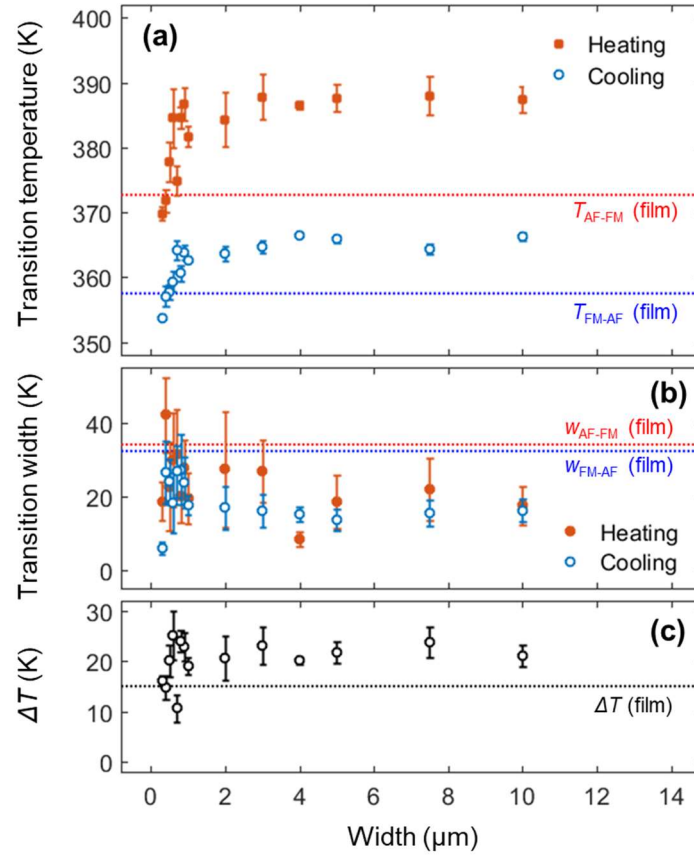 (a)
Transition temperature (K)
400
390
380
370
360
350
Heating
Cooling
T_AF-FM (film)
T_FM-AF (film)
(b)
Transition width (K)
40
20
0
w_AF-FM (film)
w_FM-AF (film)
Heating
Cooling
(c)
ΔT (K)
30
20
10
0
ΔT (film)
0 2 4 6 8 10 12 14
Width (μm)